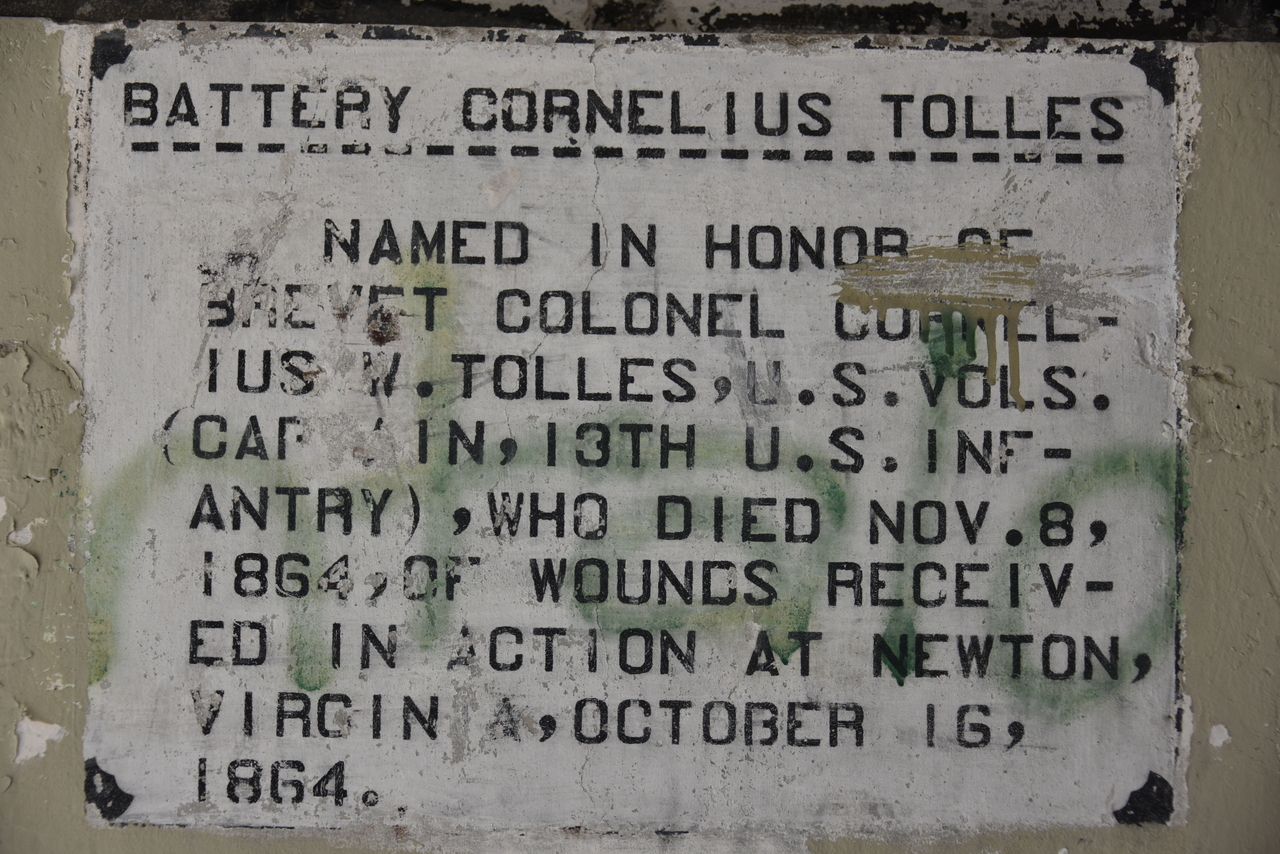 BATTERY CORNELIUS TOLLES
NAMED IN HONOR OF
BREVET COLONEL CORNEL-
IUS W. TOLLES, U.S. VOLS.
(CAPTAIN, 13TH U.S. INF-
ANTRY), WHO DIED NOV. 8,
1864, OF WOUNDS RECEIV-
ED IN ACTION AT NEWTON,
VIRGINIA, OCTOBER 16,
1864.